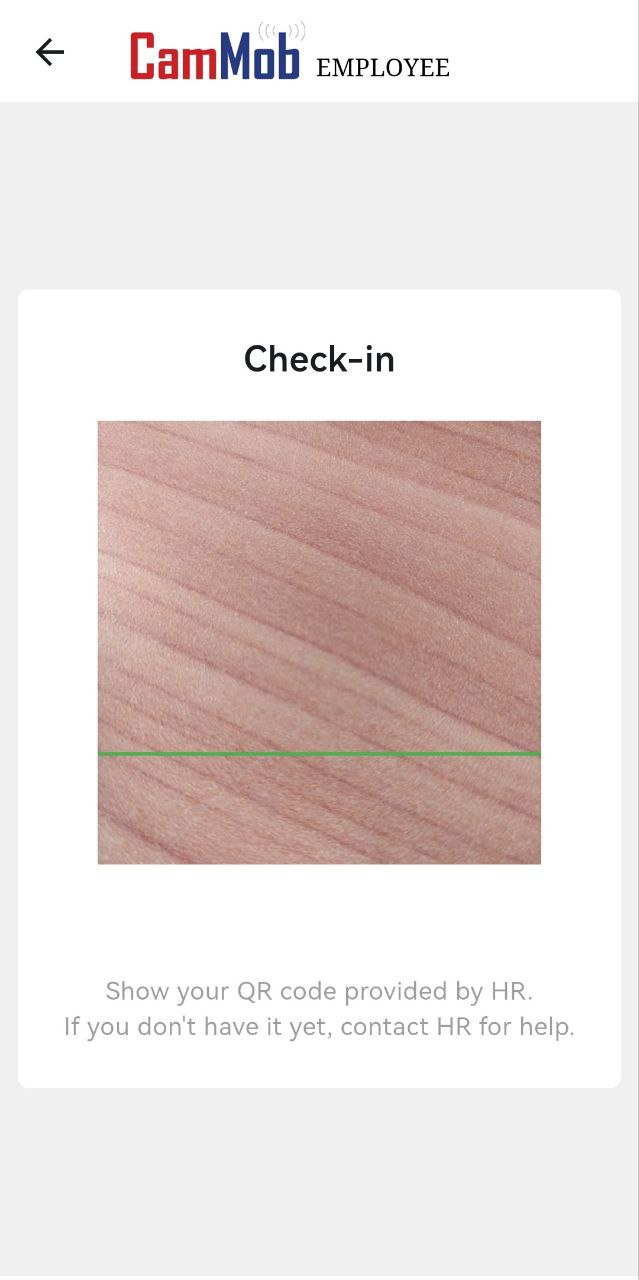 CamMob EMPLOYEE
Check-in
Show your QR code provided by HR.
If you don't have it yet, contact HR for help.